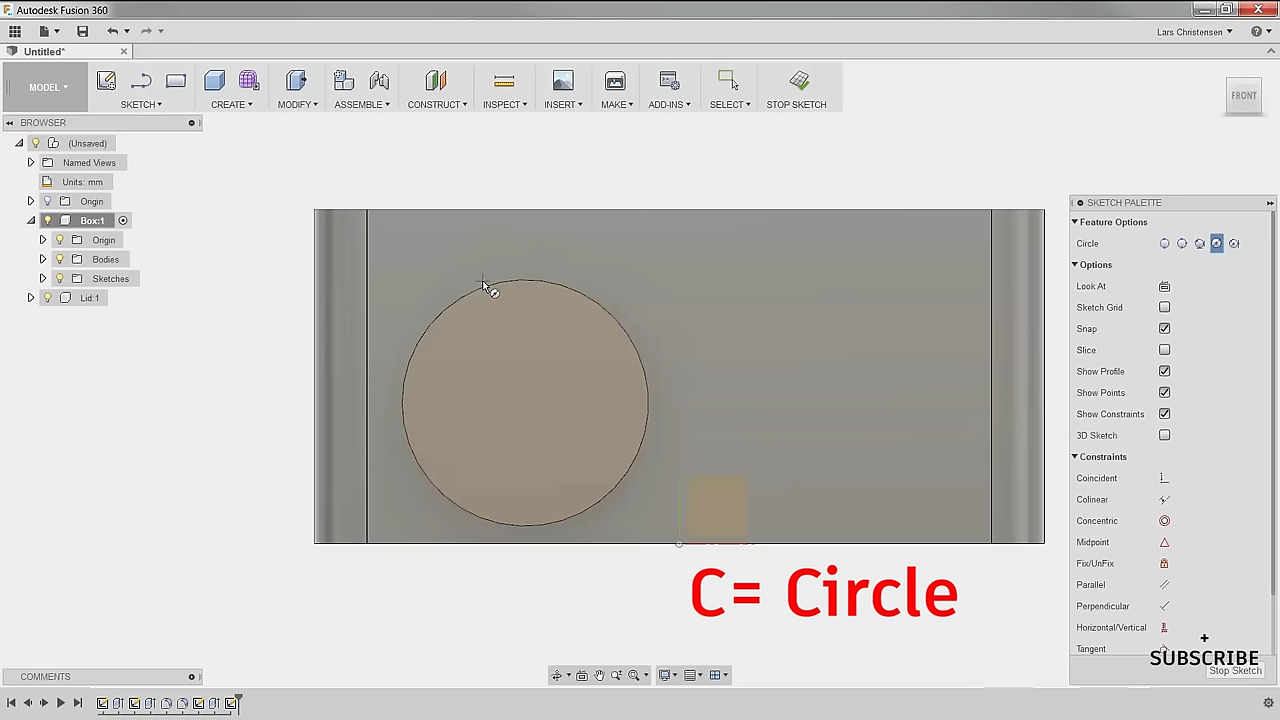 Autodesk Fusion 360
Lars Christensen
Untitled*
MODEL
SKETCH
CREATE
MODIFY
ASSEMBLE
CONSTRUCT
INSPECT
INSERT
MAKE
ADD-INS
SELECT
STOP SKETCH
FRONT
BROWSER
(Unsaved)
Named Views
Units: mm
Origin
Box:1
Origin
Bodies
Sketches
Lid:1
SKETCH PALETTE
Feature Options
Circle
Options
Look At
Sketch Grid
Snap
Slice
Show Profile
Show Points
Show Constraints
3D Sketch
Constraints
Coincident
Colinear
Concentric
Midpoint
Fix/UnFix
Parallel
Perpendicular
Horizontal/Vertical
Tangent
C= Circle
+
SUBSCRIBE
Stop Sketch
COMMENTS